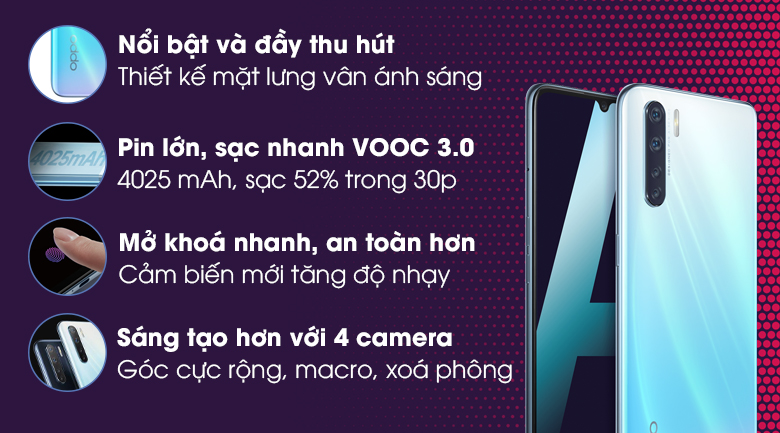 Nổi bật và đầy thu hút
Thiết kế mặt lưng vân ánh sáng
Pin lớn, sạc nhanh VOOC 3.0
4025 mAh, sạc 52% trong 30p
Mở khoá nhanh, an toàn hơn
Cảm biến mới tăng độ nhạy
Sáng tạo hơn với 4 camera
Góc cực rộng, macro, xoá phông
oppo
4025mAh
A